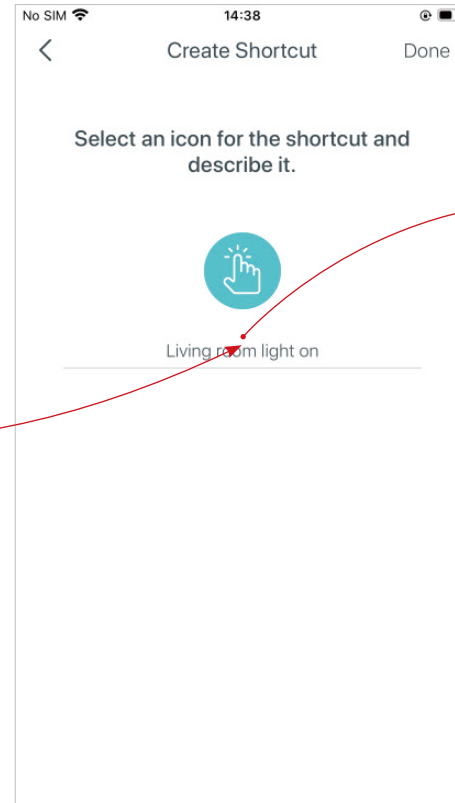 No SIM 14:38
Create Shortcut Done
Select an icon for the shortcut and
describe it.
Living room light on